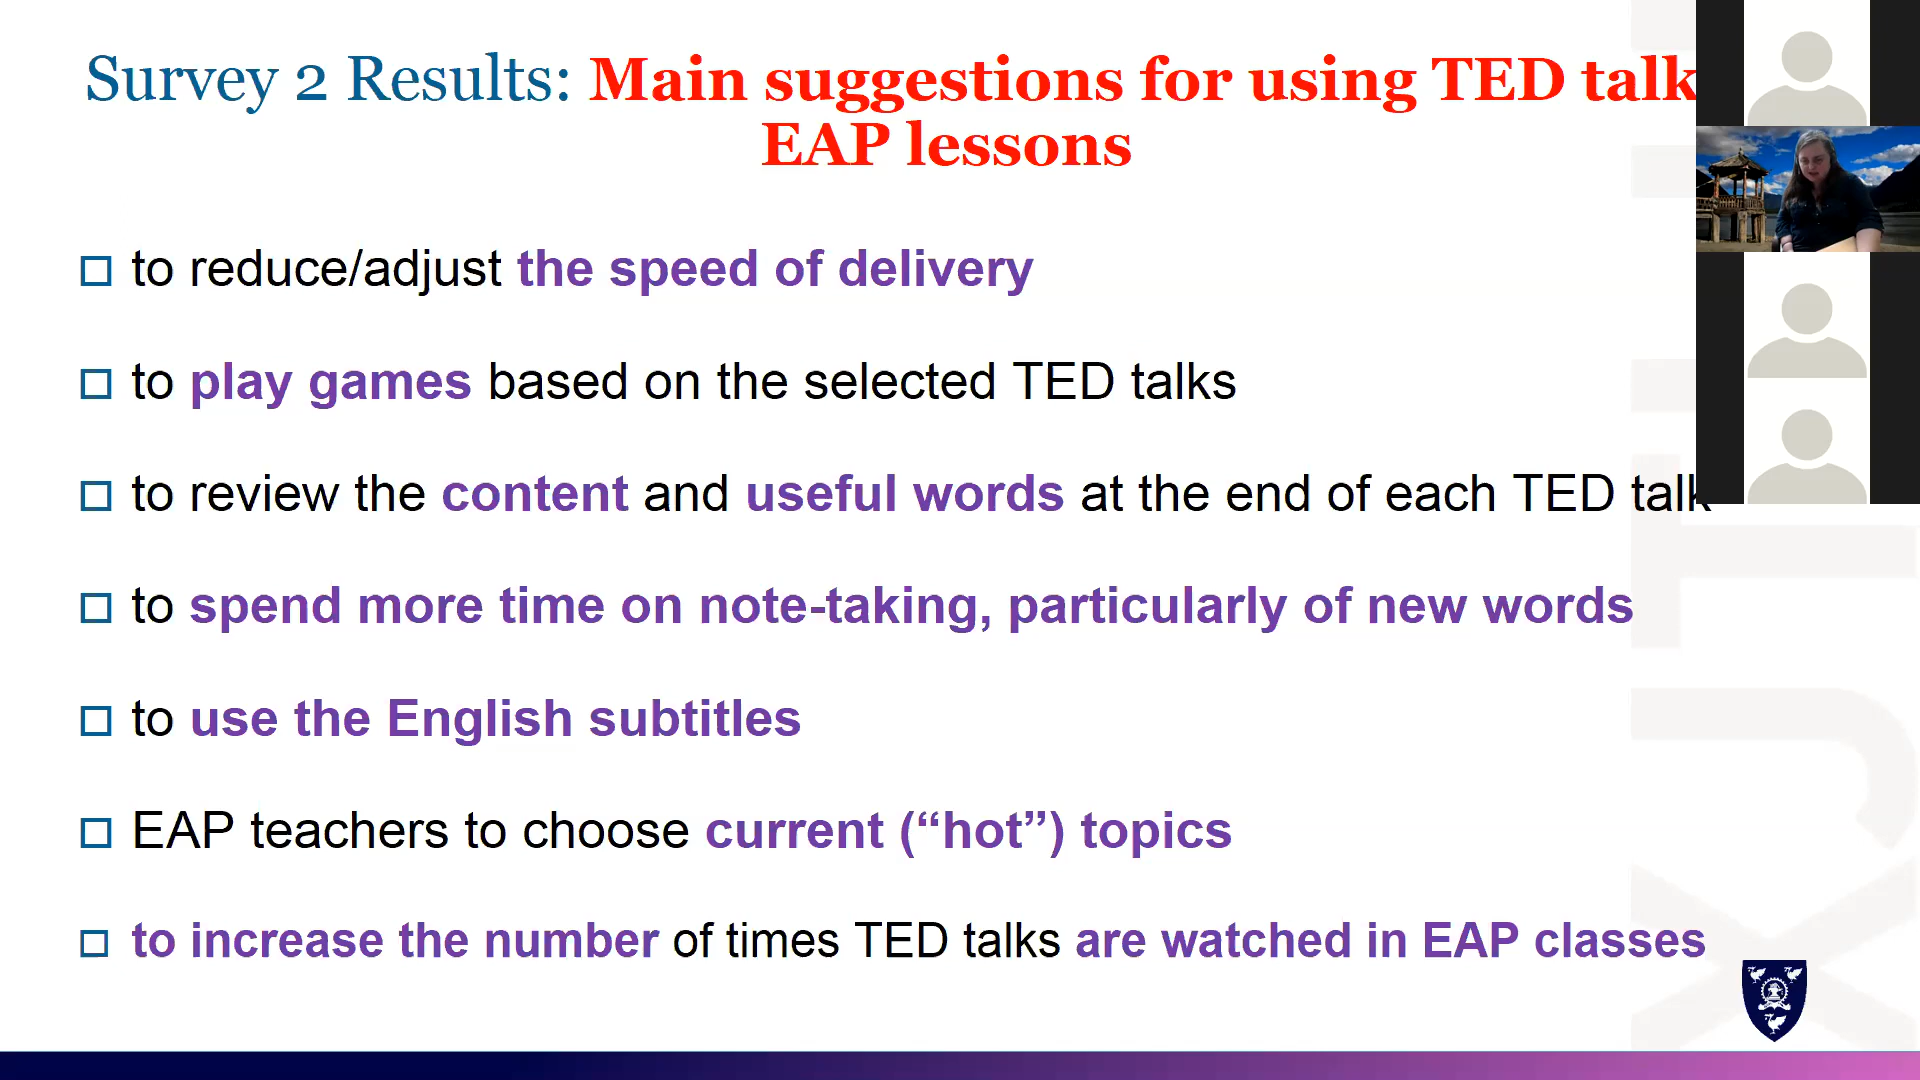 Survey 2 Results: Main suggestions for using TED talk
EAP lessons
to reduce/adjust the speed of delivery
to play games based on the selected TED talks
to review the content and useful words at the end of each TED talk
to spend more time on note-taking, particularly of new words
to use the English subtitles
EAP teachers to choose current (“hot”) topics
to increase the number of times TED talks are watched in EAP classes